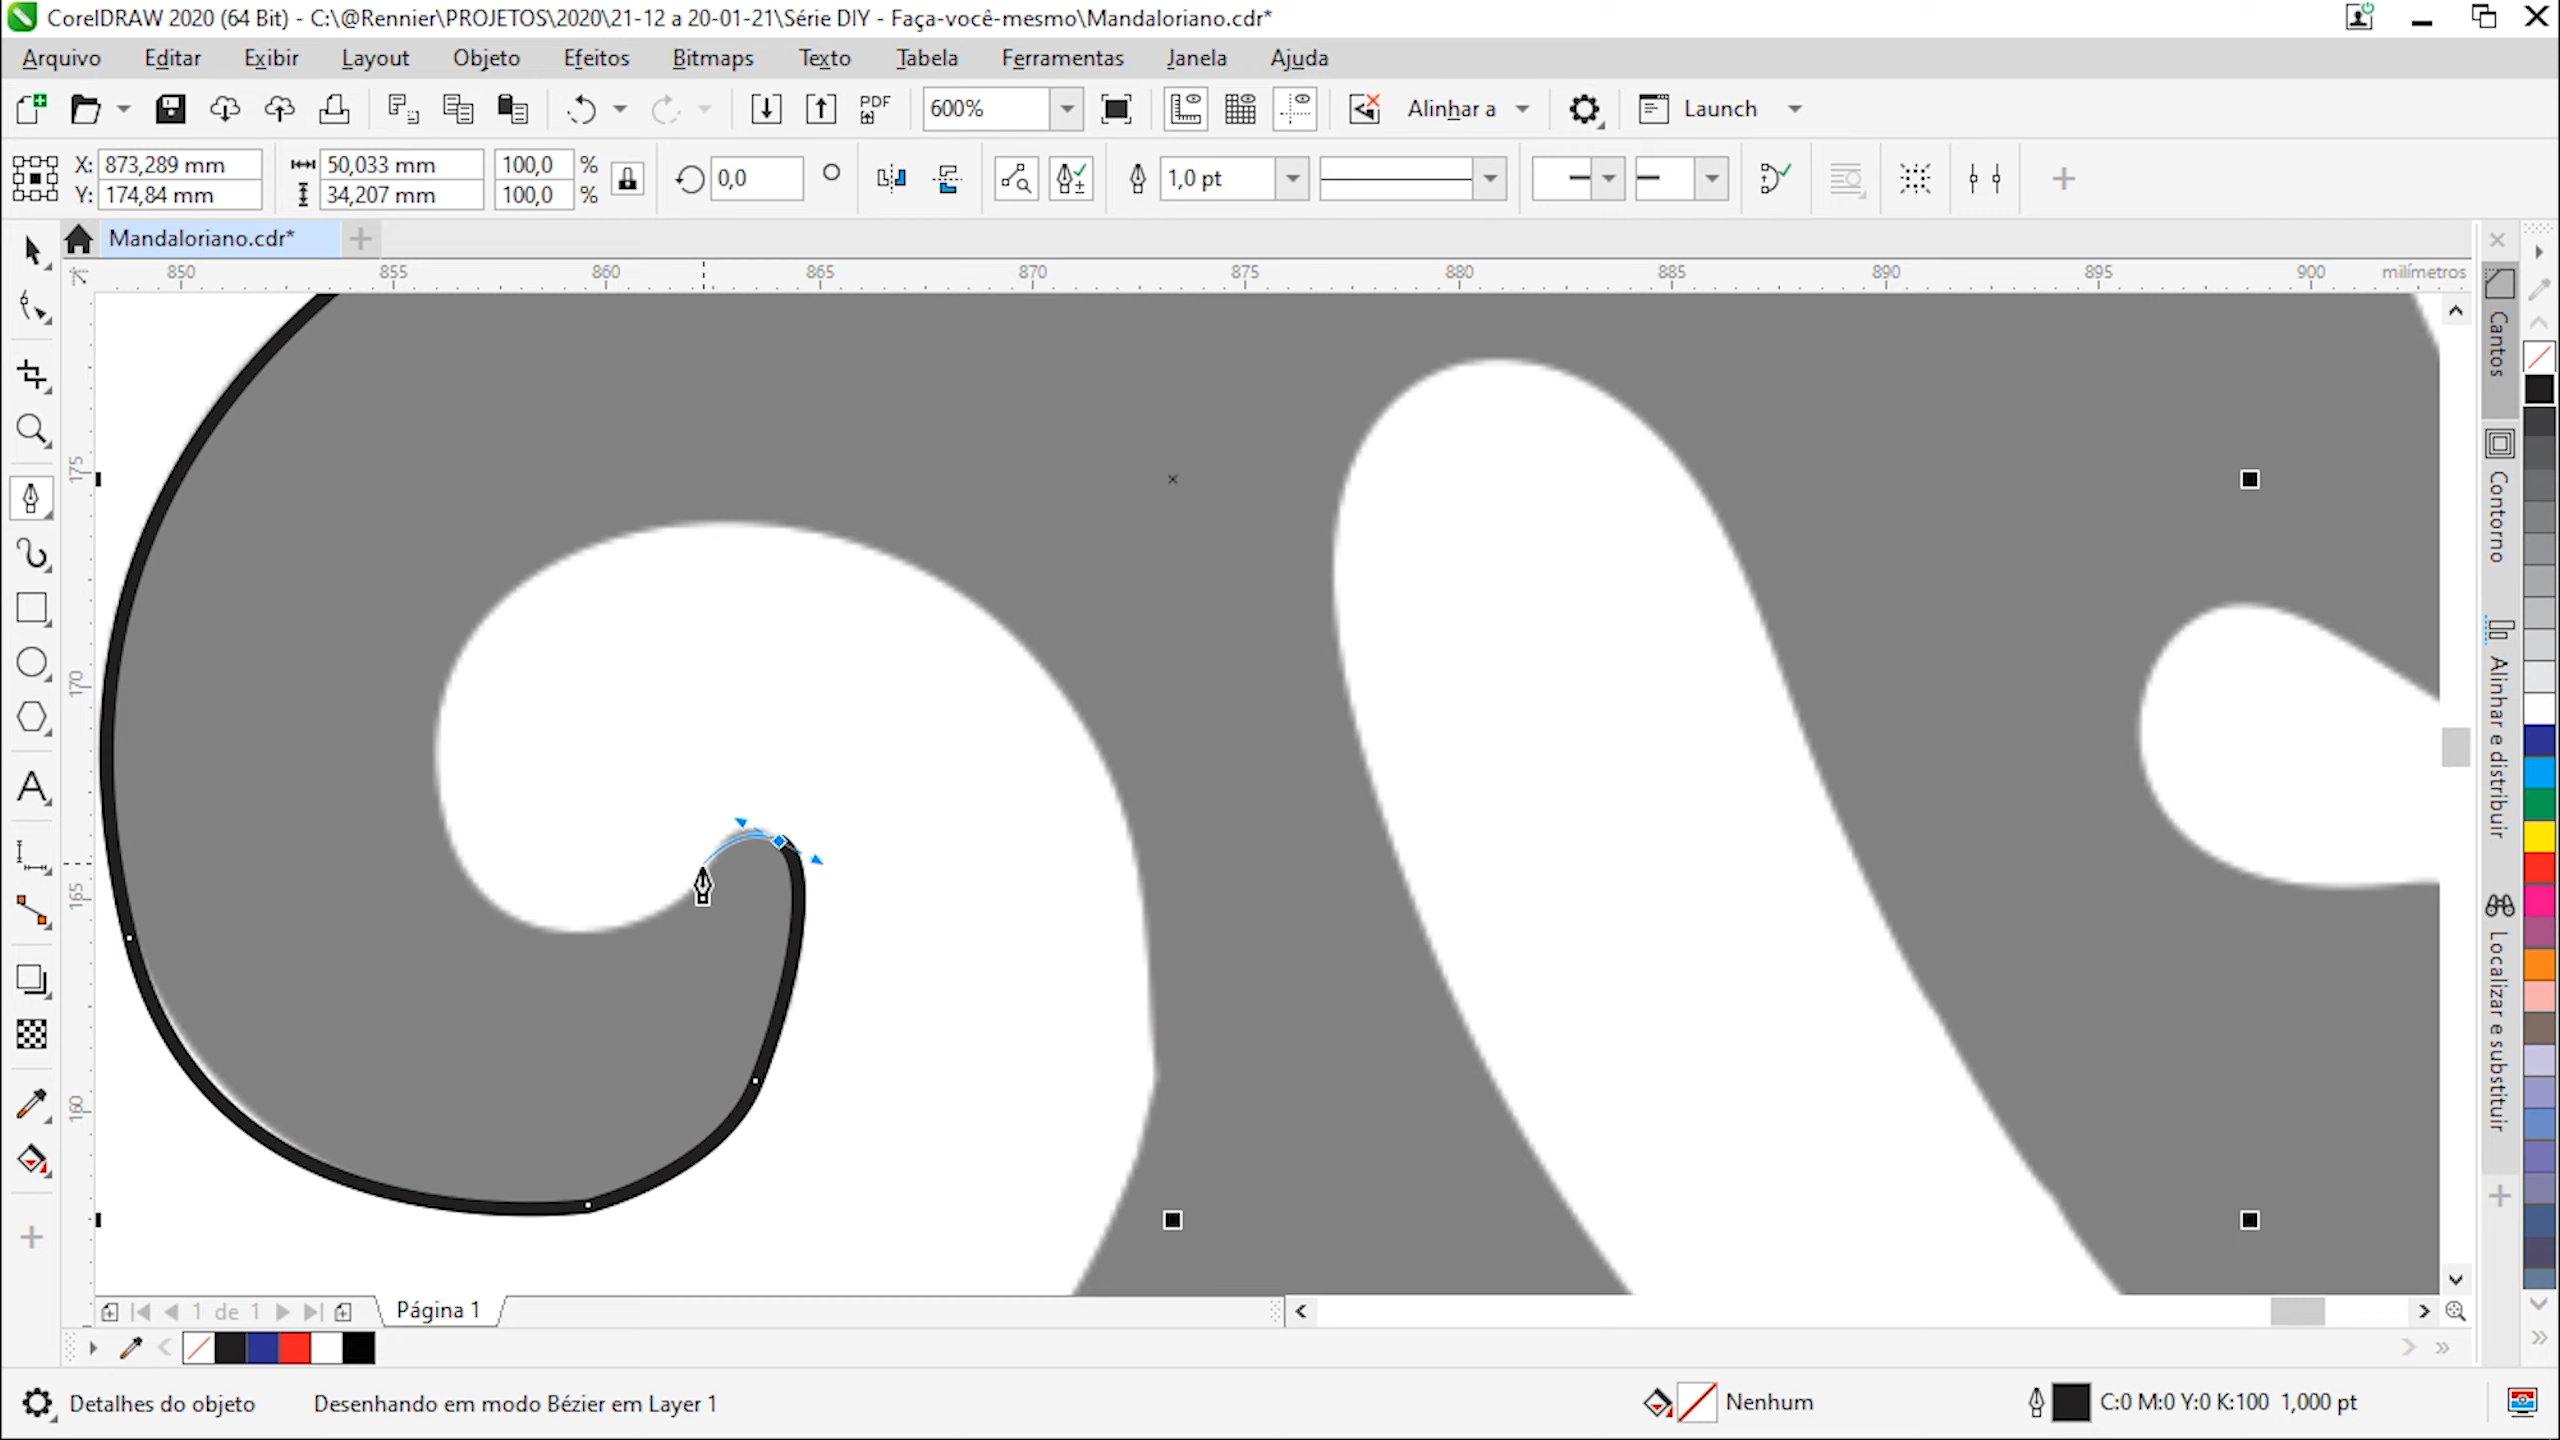 CorelDRAW 2020 (64 Bit) - C:\@Rennier\PROJETOS\2020\21-12 a 20-01-21\Série DIY - Faça-você-mesmo\Mandaloriano.cdr*
Arquivo Editar Exibir Layout Objeto Efeitos Bitmaps Texto Tabela Ferramentas Janela Ajuda
PDF 600% Alinhar a Launch
X: 873,289 mm 50,033 mm 100,0 %
Y: 174,84 mm 34,207 mm 100,0 %
0,0 1,0 pt
Mandaloriano.cdr*
850 855 860 865 870 875 880 885 890 895 900 milímetros
175
170
165
160
Cantos
Contorno
Alinhar e distribuir
Localizar e substituir
1 de 1 Página 1
Detalhes do objeto Desenhando em modo Bézier em Layer 1 Nenhum C:0 M:0 Y:0 K:100 1,000 pt